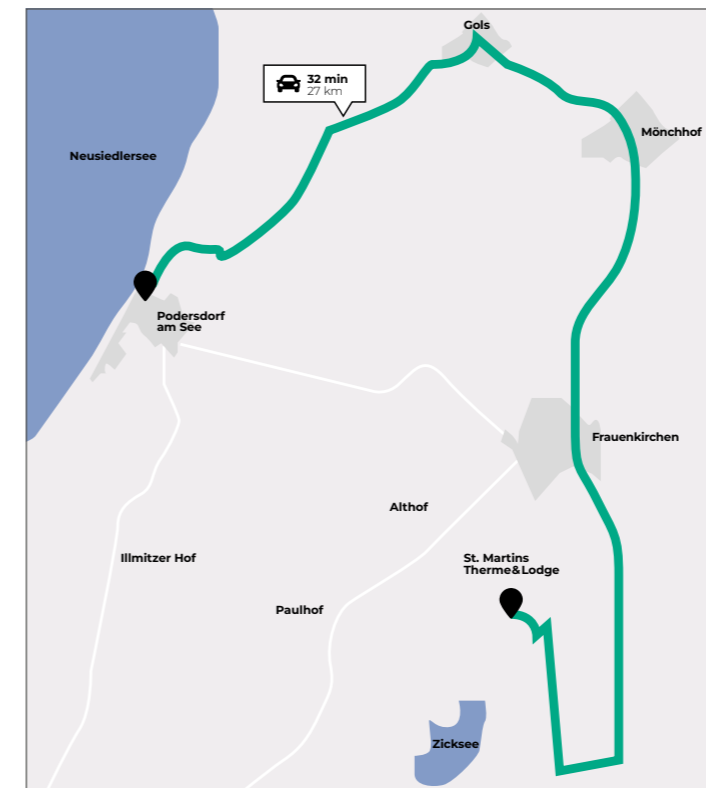 Gols
32 min
27 km
Mönchhof
Neusiedlersee
Podersdorf
am See
Frauenkirchen
Althof
Illmitzer Hof
St. Martins
Therme&Lodge
Paulhof
Zicksee